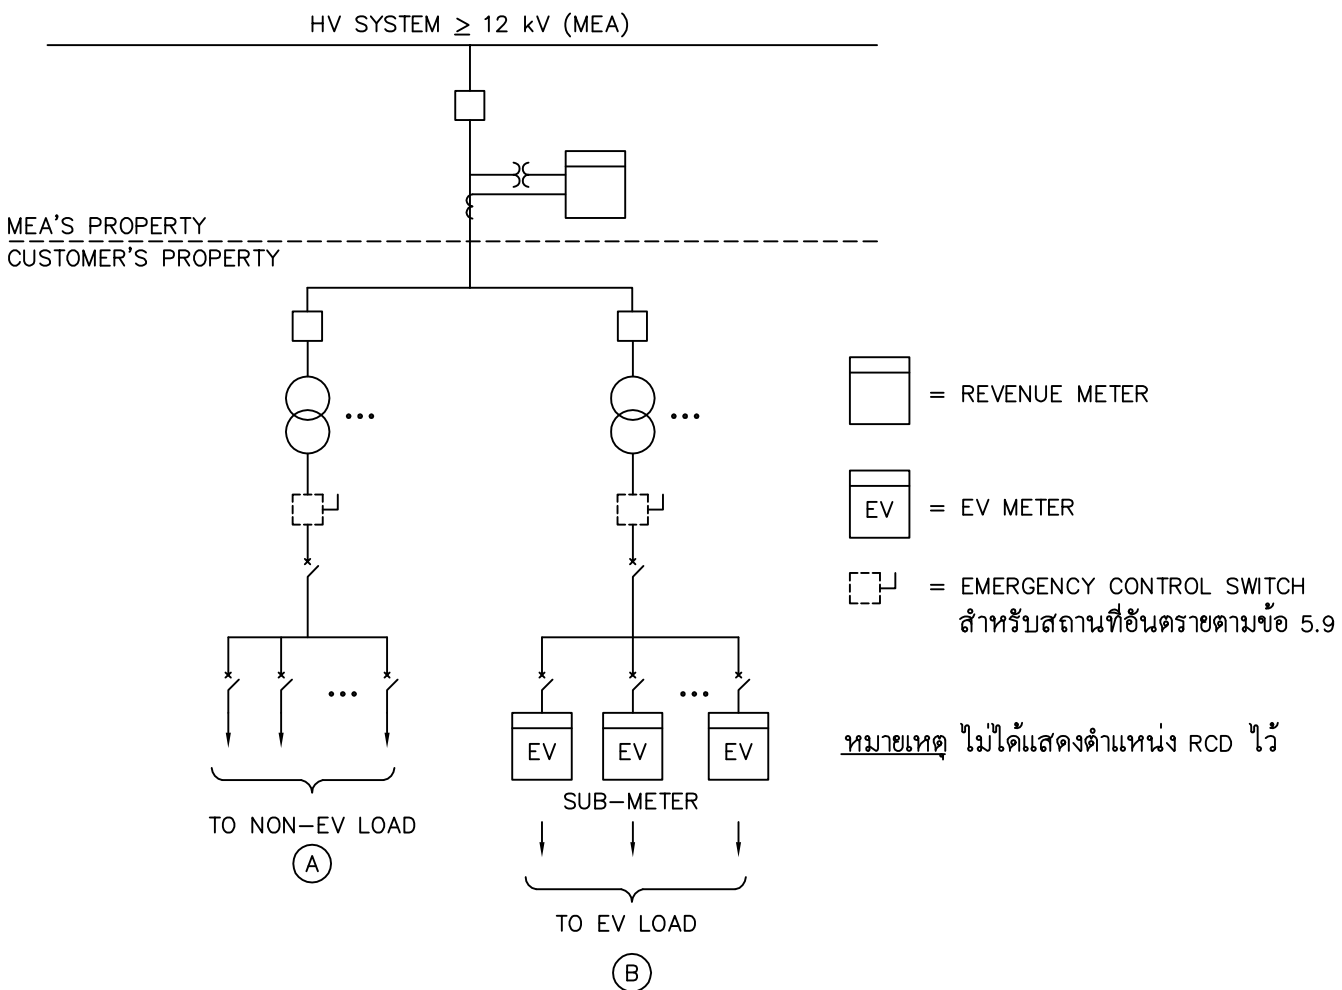 HV SYSTEM ≥ 12 kV (MEA)
MEA'S PROPERTY
CUSTOMER'S PROPERTY
= REVENUE METER
EV = EV METER
= EMERGENCY CONTROL SWITCH
สำหรับสถานที่อันตรายตามข้อ 5.9
หมายเหตุ ไม่ได้แสดงตำแหน่ง RCD ไว้
EV EV EV
SUB-METER
TO NON-EV LOAD
A
TO EV LOAD
B